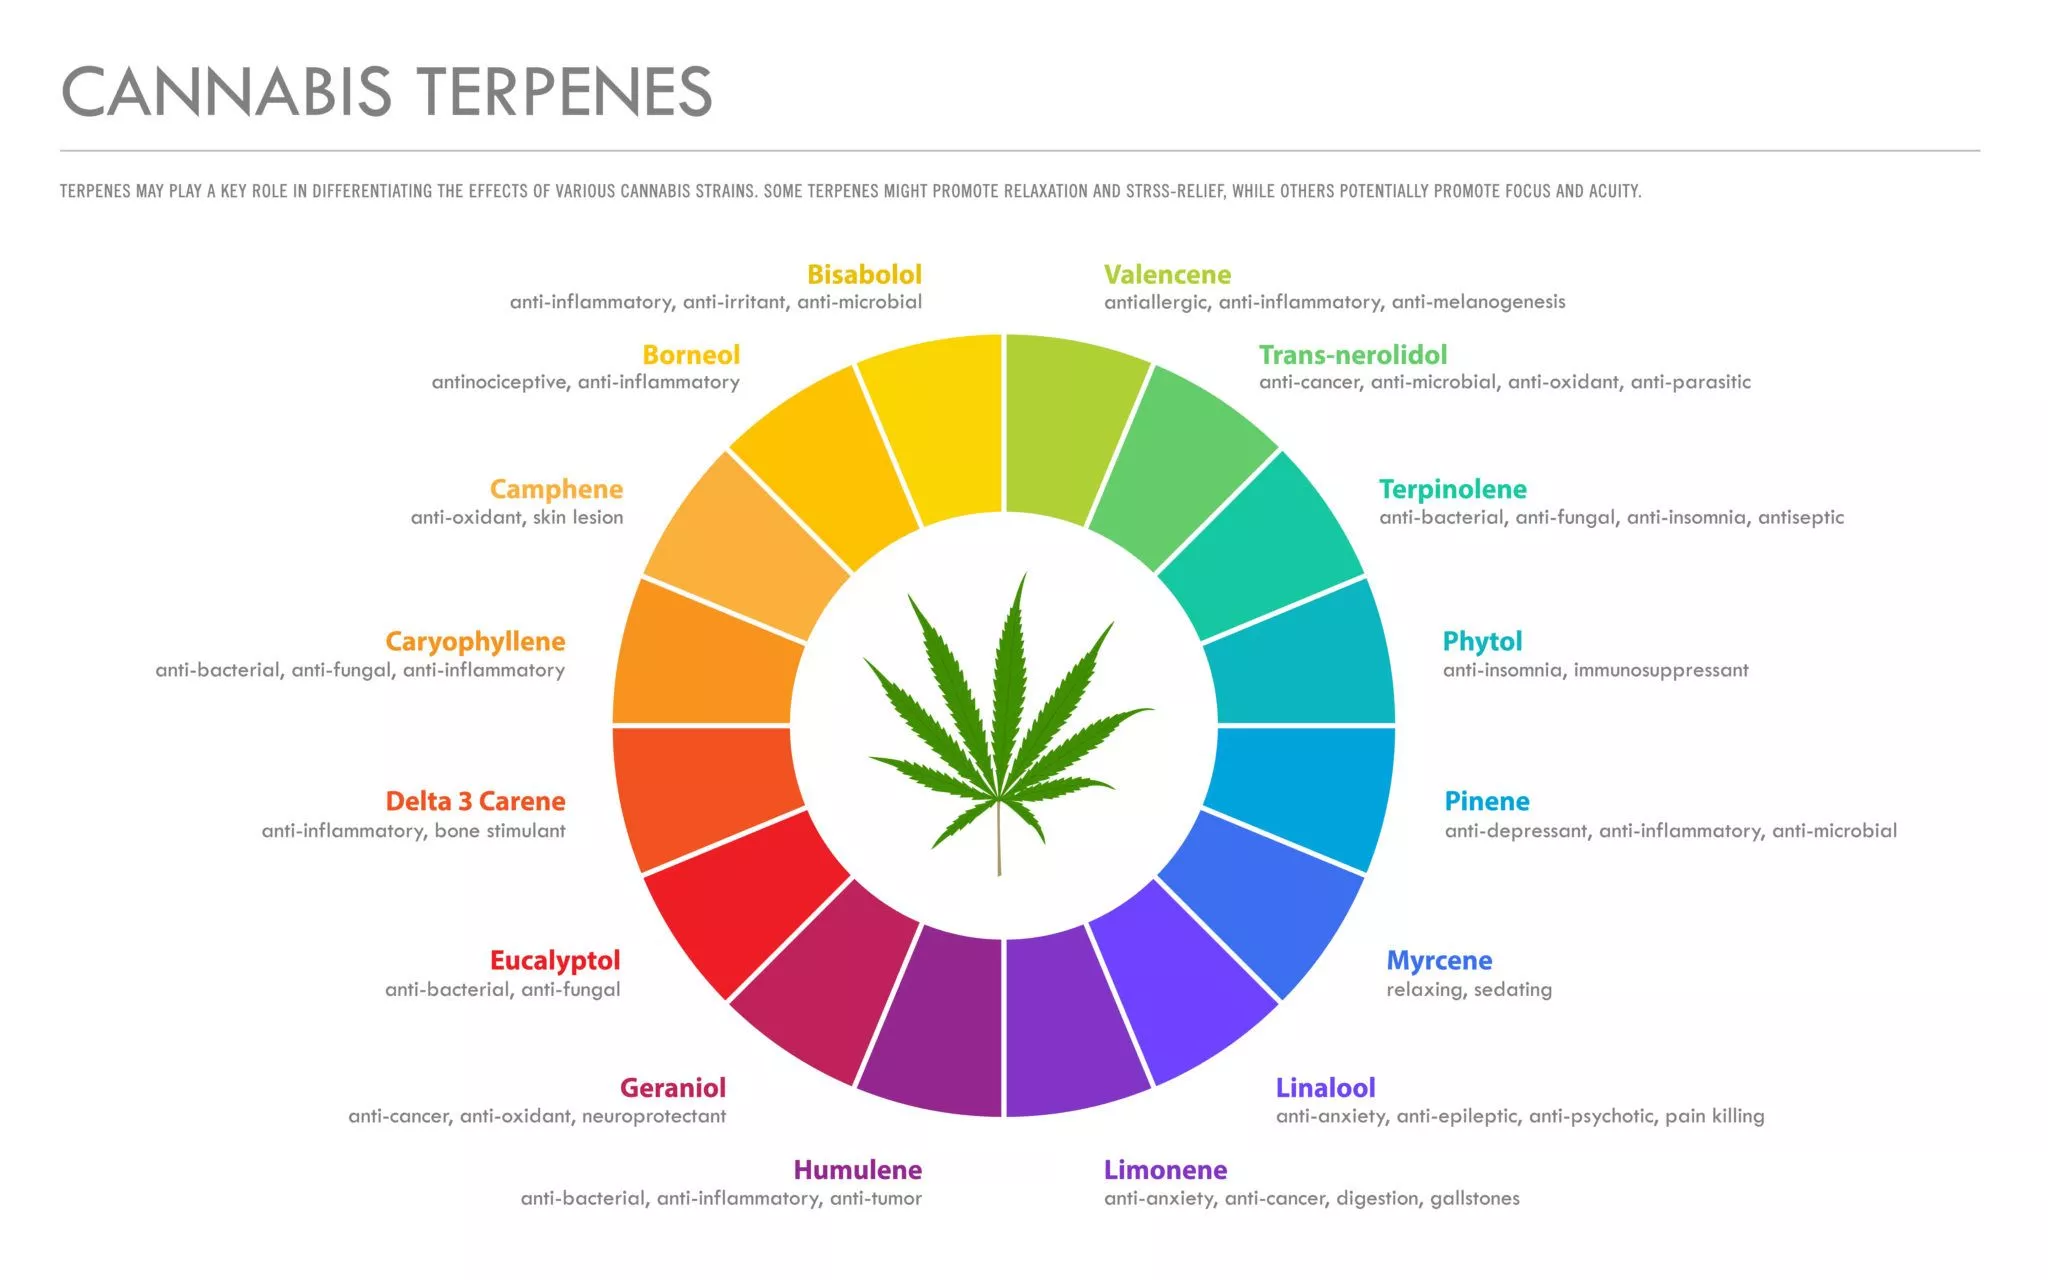 CANNABIS TERPENES
TERPENES MAY PLAY A KEY ROLE IN DIFFERENTIATING THE EFFECTS OF VARIOUS CANNABIS STRAINS. SOME TERPENES MIGHT PROMOTE RELAXATION AND STRSS-RELIEF, WHILE OTHERS POTENTIALLY PROMOTE FOCUS AND ACUITY.
Bisabolol
anti-inflammatory, anti-irritant, anti-microbial
Valencene
antiallergic, anti-inflammatory, anti-melanogenesis
Borneol
antinociceptive, anti-inflammatory
Trans-nerolidol
anti-cancer, anti-microbial, anti-oxidant, anti-parasitic
Camphene
anti-oxidant, skin lesion
Terpinolene
anti-bacterial, anti-fungal, anti-insomnia, antiseptic
Caryophyllene
anti-bacterial, anti-fungal, anti-inflammatory
Phytol
anti-insomnia, immunosuppressant
Delta 3 Carene
anti-inflammatory, bone stimulant
Pinene
anti-depressant, anti-inflammatory, anti-microbial
Eucalyptol
anti-bacterial, anti-fungal
Myrcene
relaxing, sedating
Geraniol
anti-cancer, anti-oxidant, neuroprotectant
Linalool
anti-anxiety, anti-epileptic, anti-psychotic, pain killing
Humulene
anti-bacterial, anti-inflammatory, anti-tumor
Limonene
anti-anxiety, anti-cancer, digestion, gallstones